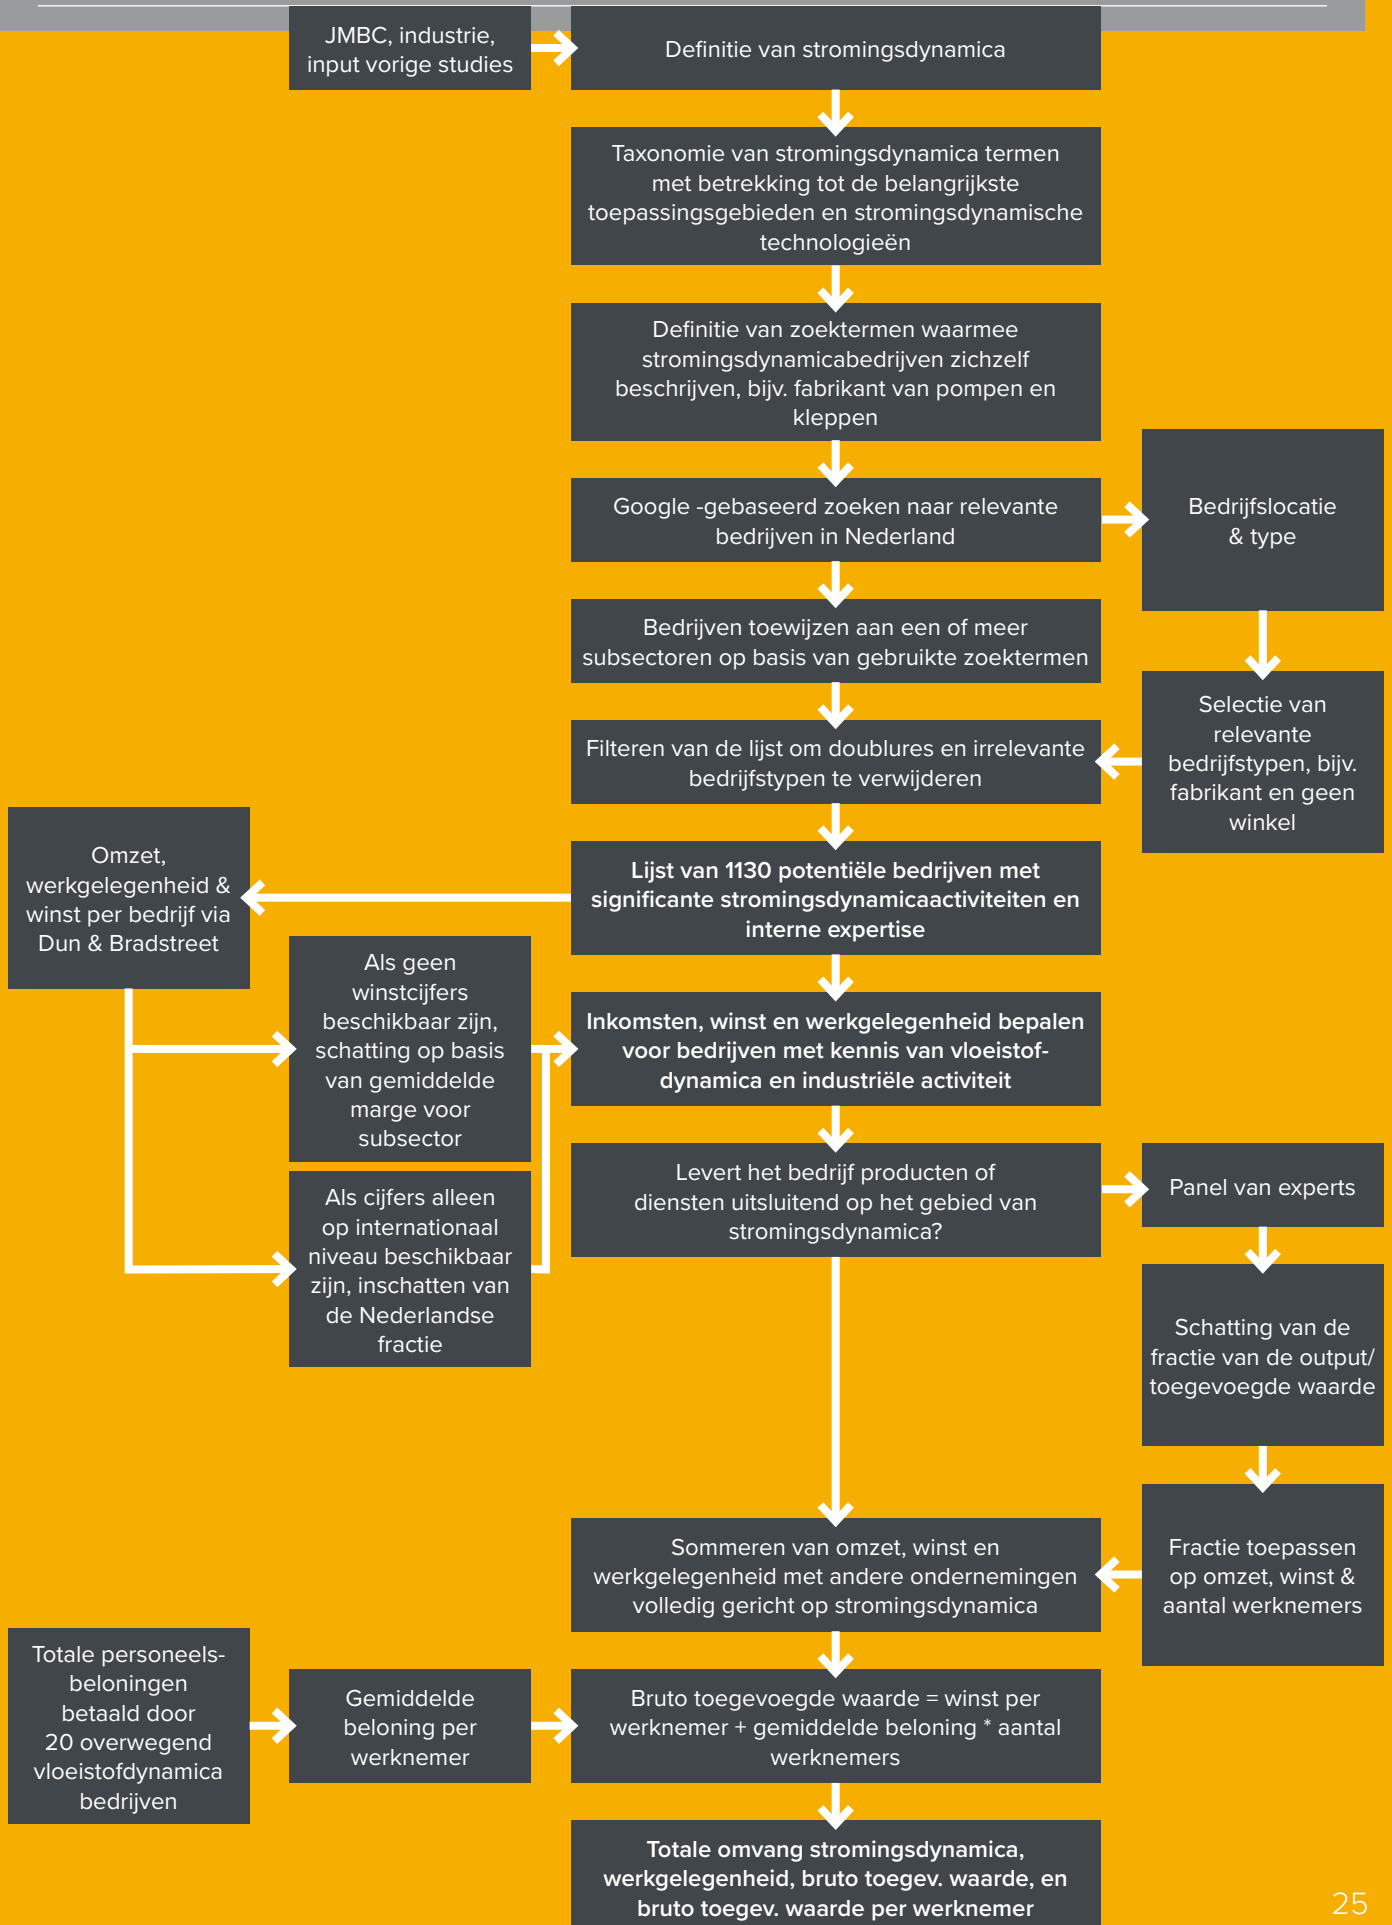 JMBC, industrie,
input vorige studies
Definitie van stromingsdynamica
Taxonomie van stromingsdynamica termen
met betrekking tot de belangrijkste
toepassingsgebieden en stromingsdynamische
technologieën
Definitie van zoektermen waarmee
stromingsdynamicabedrijven zichzelf
beschrijven, bijv. fabrikant van pompen en
kleppen
Google -gebaseerd zoeken naar relevante
bedrijven in Nederland
Bedrijfslocatie
& type
Bedrijven toewijzen aan een of meer
subsectoren op basis van gebruikte zoektermen
Selectie van
relevante
bedrijfstypen, bijv.
fabrikant en geen
winkel
Filteren van de lijst om doublures en irrelevante
bedrijfstypen te verwijderen
Lijst van 1130 potentiële bedrijven met
significante stromingsdynamicaactiviteiten en
interne expertise
Omzet,
werkgelegenheid &
winst per bedrijf via
Dun & Bradstreet
Als geen
winstcijfers
beschikbaar zijn,
schatting op basis
van gemiddelde
marge voor
subsector
Inkomsten, winst en werkgelegenheid bepalen
voor bedrijven met kennis van vloeistof-
dynamica en industriële activiteit
Als cijfers alleen
op internationaal
niveau beschikbaar
zijn, inschatten van
de Nederlandse
fractie
Levert het bedrijf producten of
diensten uitsluitend op het gebied van
stromingsdynamica?
Panel van experts
Schatting van de
fractie van de output/
toegevoegde waarde
Fractie toepassen
op omzet, winst &
aantal werknemers
Sommeren van omzet, winst en
werkgelegenheid met andere ondernemingen
volledig gericht op stromingsdynamica
Totale personeels-
beloningen
betaald door
20 overwegend
vloeistofdynamica
bedrijven
Gemiddelde
beloning per
werknemer
Bruto toegevoegde waarde = winst per
werknemer + gemiddelde beloning * aantal
werknemers
Totale omvang stromingsdynamica,
werkgelegenheid, bruto toegev. waarde, en
bruto toegev. waarde per werknemer
25